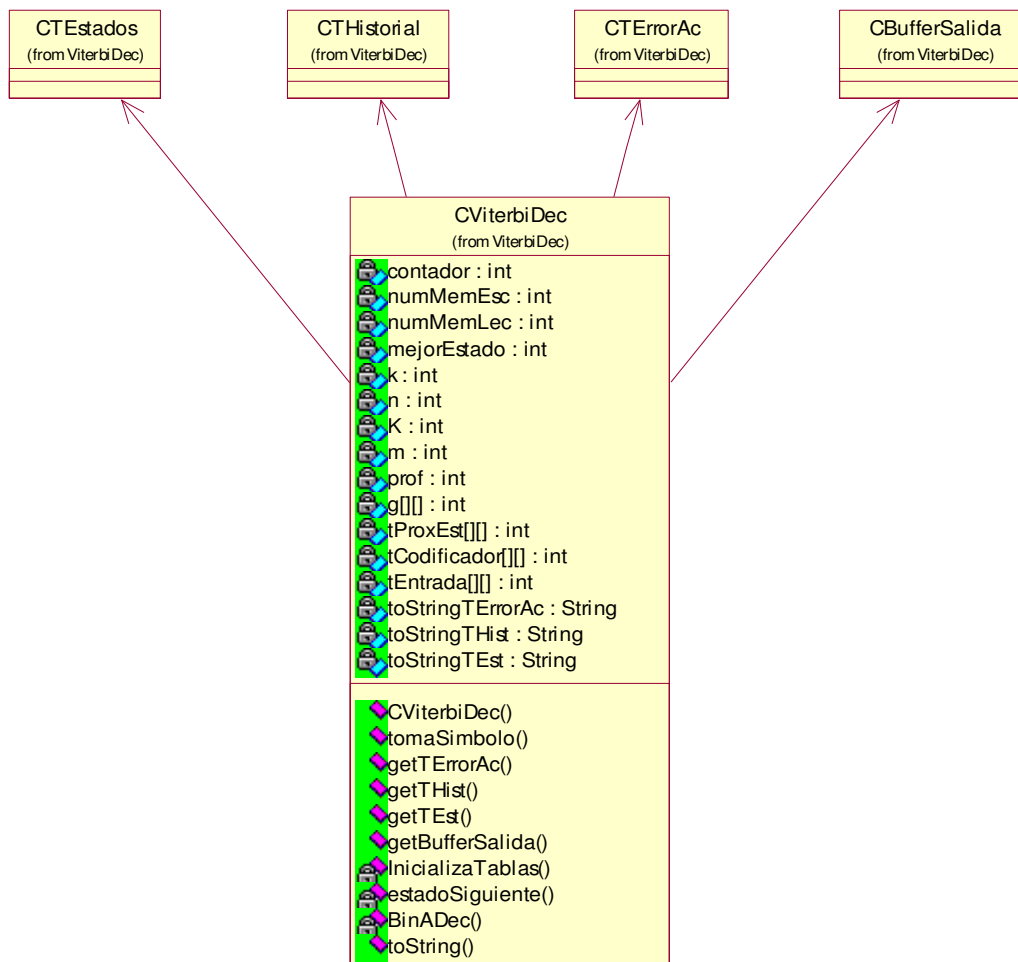 CTEstados
(from ViterbiDec)
CTHistorial
(from ViterbiDec)
CTErrorAc
(from ViterbiDec)
CBufferSalida
(from ViterbiDec)
CViterbiDec
(from ViterbiDec)
contador : int
numMemEsc : int
numMemLec : int
mejorEstado : int
k : int
n : int
K : int
m : int
prof : int
g[][] : int
tProxEst[][] : int
tCodificador[][] : int
tEntrada[][] : int
toStringTErrorAc : String
toStringTHist : String
toStringTEst : String
CViterbiDec()
tomaSimbolo()
getTErrorAc()
getTHist()
getTEst()
getBufferSalida()
InicializaTablas()
estadoSiguiente()
BinADec()
toString()